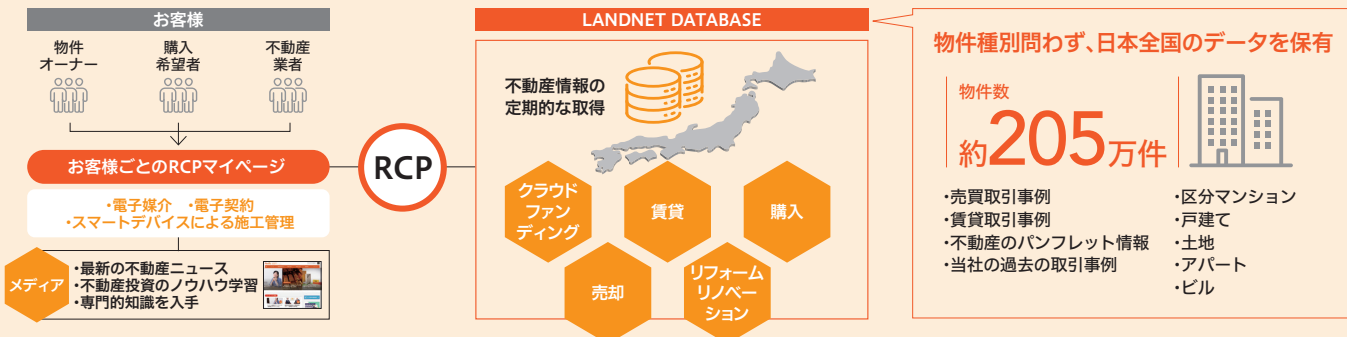 お客様
物件
オーナー
購入
希望者
不動産
業者
お客様ごとのRCPマイページ
・電子媒介 ・電子契約
・スマートデバイスによる施工管理
メディア
・最新の不動産ニュース
・不動産投資のノウハウ学習
・専門的知識を入手
RCP
LANDNET DATABASE
不動産情報の
定期的な取得
クラウド
ファン
ディング
賃貸
購入
売却
リフォーム
リノベー
ション
物件種別問わず、日本全国のデータを保有
物件数
約205万件
・売買取引事例
・賃貸取引事例
・不動産のパンフレット情報
・当社の過去の取引事例
・区分マンション
・戸建て
・土地
・アパート
・ビル